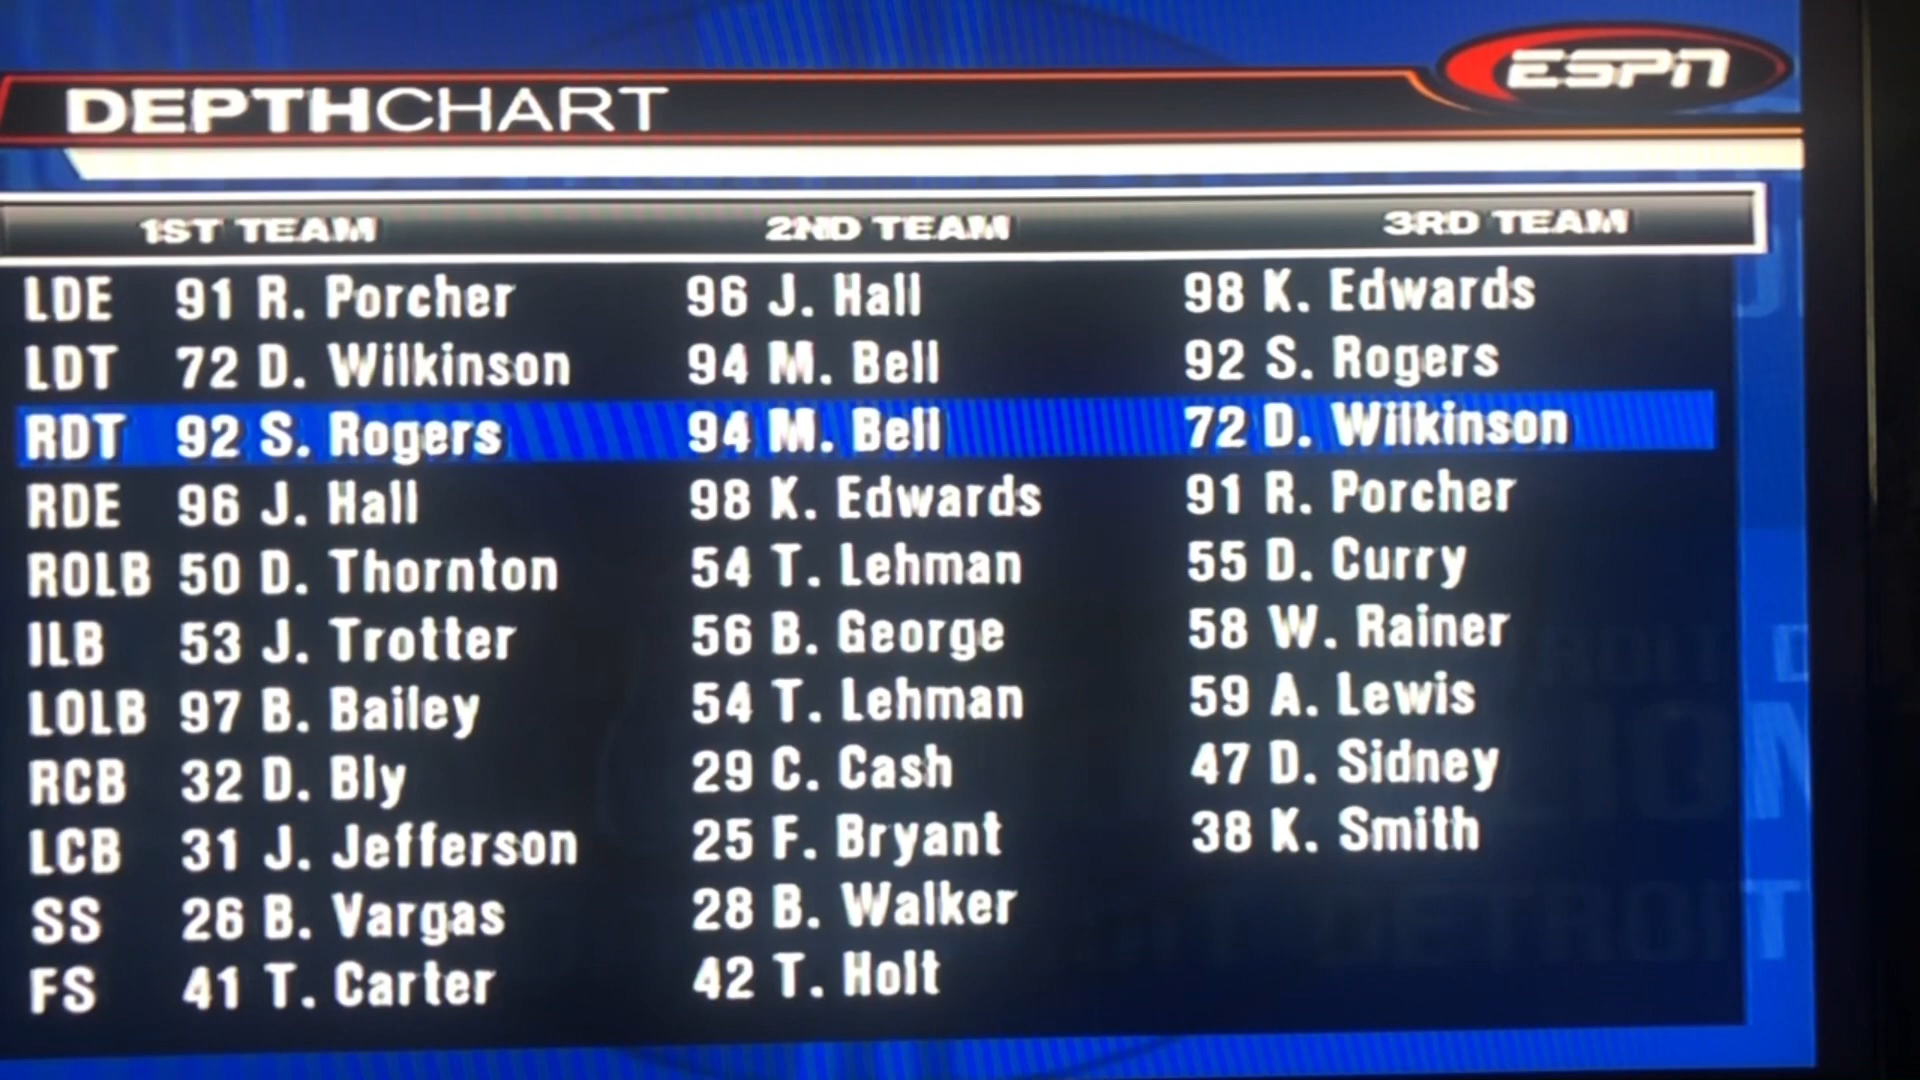 ESPN
DEPTHCHART
1ST TEAM 2ND TEAM 3RD TEAM
LDE 91 R. Porcher 96 J. Hall 98 K. Edwards
LDT 72 D. Wilkinson 94 M. Bell 92 S. Rogers
RDT 92 S. Rogers 94 M. Bell 72 D. Wilkinson
RDE 96 J. Hall 98 K. Edwards 91 R. Porcher
ROLB 50 D. Thornton 54 T. Lehman 55 D. Curry
ILB 53 J. Trotter 56 B. George 58 W. Rainer
LOLB 97 B. Bailey 54 T. Lehman 59 A. Lewis
RCB 32 D. Bly 29 C. Cash 47 D. Sidney
LCB 31 J. Jefferson 25 F. Bryant 38 K. Smith
SS 26 B. Vargas 28 B. Walker
FS 41 T. Carter 42 T. Holt
DETROIT